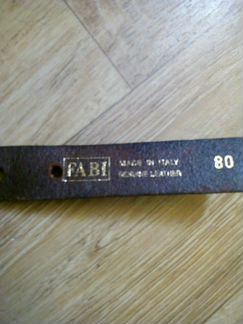 FABI
MADE IN ITALY
GENUINE LEATHER
80